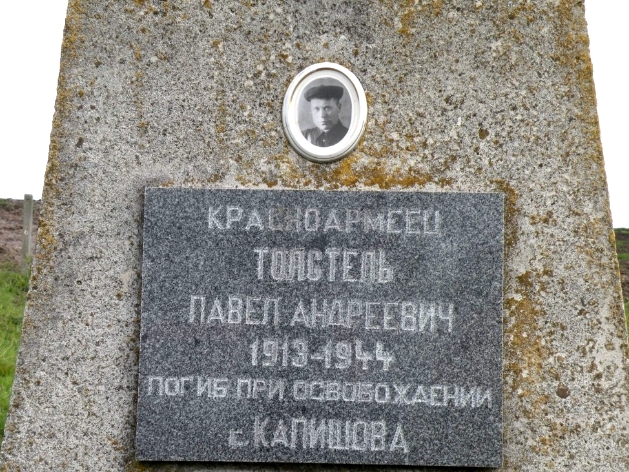 КРАСНОАРМЕЕЦ
ТОЛСТЕЛЬ
ПАВЕЛ АНДРЕЕВИЧ
1913-1944
ПОГИБ ПРИ ОСВОБОЖДЕНИИ
с. КАПИШОВА